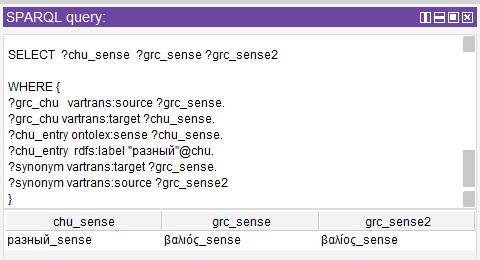 SPARQL query:
SELECT ?chu_sense ?grc_sense ?grc_sense2
WHERE {
?grc_chu vartrans:source ?grc_sense.
?grc_chu vartrans:target ?chu_sense.
?chu_entry ontolex:sense ?chu_sense.
?chu_entry rdfs:label "разный"@chu.
?synonym vartrans:target ?grc_sense.
?synonym vartrans:source ?grc_sense2
}
chu_sense grc_sense grc_sense2
разный_sense βαλιός_sense βαλίος_sense